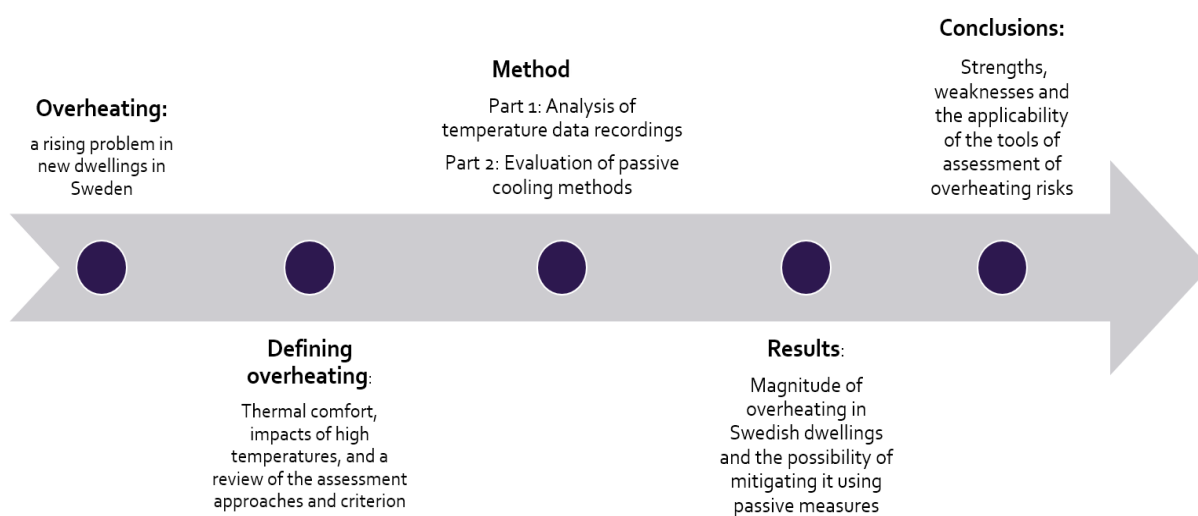 Overheating:
a rising problem in
new dwellings in
Sweden
Defining
overheating:
Thermal comfort,
impacts of high
temperatures, and a
review of the assessment
approaches and criterion
Method
Part 1: Analysis of
temperature data recordings
Part 2: Evaluation of passive
cooling methods
Results:
Magnitude of
overheating in
Swedish dwellings
and the possibility of
mitigating it using
passive measures
Conclusions:
Strengths,
weaknesses and
the applicability
of the tools of
assessment of
overheating risks